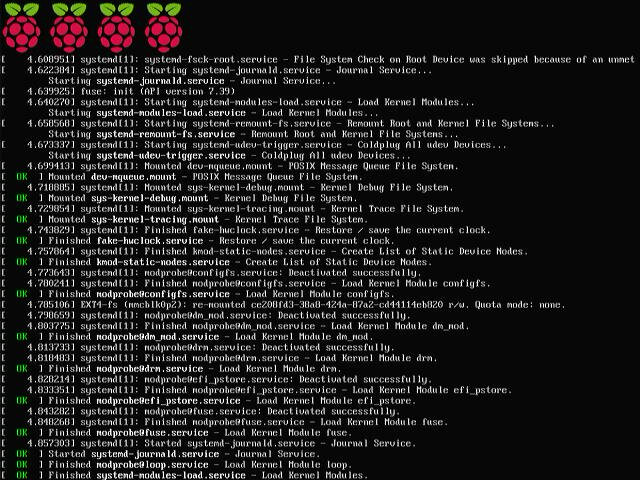 [    4.608951] systemd[1]: systemd-fsck-root.service - File System Check on Root Device was skipped because of an unmet
[    4.622384] systemd[1]: Starting systemd-journald.service - Journal Service...
Starting systemd-journald.service - Journal Service...
[    4.639925] fuse: init (API version 7.39)
[    4.640270] systemd[1]: Starting systemd-modules-load.service - Load Kernel Modules...
Starting systemd-modules-load.service - Load Kernel Modules...
[    4.658568] systemd[1]: Starting systemd-remount-fs.service - Remount Root and Kernel File Systems...
Starting systemd-remount-fs.service - Remount Root and Kernel File Systems...
[    4.673337] systemd[1]: Starting systemd-udev-trigger.service - Coldplug All udev Devices...
Starting systemd-udev-trigger.service - Coldplug All udev Devices...
[    4.699413] systemd[1]: Mounted dev-mqueue.mount - POSIX Message Queue File System.
[  OK  ] Mounted dev-mqueue.mount - POSIX Message Queue File System.
[    4.718885] systemd[1]: Mounted sys-kernel-debug.mount - Kernel Debug File System.
[  OK  ] Mounted sys-kernel-debug.mount - Kernel Debug File System.
[    4.729854] systemd[1]: Mounted sys-kernel-tracing.mount - Kernel Trace File System.
[  OK  ] Mounted sys-kernel-tracing.mount - Kernel Trace File System.
[    4.743829] systemd[1]: Finished fake-hwclock.service - Restore / save the current clock.
[  OK  ] Finished fake-hwclock.service - Restore / save the current clock.
[    4.757864] systemd[1]: Finished kmod-static-nodes.service - Create List of Static Device Nodes.
[  OK  ] Finished kmod-static-nodes.service - Create List of Static Device Nodes.
[    4.773643] systemd[1]: modprobe@configfs.service: Deactivated successfully.
[    4.780241] systemd[1]: Finished modprobe@configfs.service - Load Kernel Module configfs.
[  OK  ] Finished modprobe@configfs.service - Load Kernel Module configfs.
[    4.785106] EXT4-fs (mmcblk0p2): re-mounted ce208fd3-38a8-424a-87a2-cd44114eb820 r/w. Quota mode: none.
[    4.798659] systemd[1]: modprobe@dm_mod.service: Deactivated successfully.
[    4.803775] systemd[1]: Finished modprobe@dm_mod.service - Load Kernel Module dm_mod.
[  OK  ] Finished modprobe@dm_mod.service - Load Kernel Module dm_mod.
[    4.813733] systemd[1]: modprobe@drm.service: Deactivated successfully.
[    4.818483] systemd[1]: Finished modprobe@drm.service - Load Kernel Module drm.
[  OK  ] Finished modprobe@drm.service - Load Kernel Module drm.
[    4.828214] systemd[1]: modprobe@efi_pstore.service: Deactivated successfully.
[    4.833351] systemd[1]: Finished modprobe@efi_pstore.service - Load Kernel Module efi_pstore.
[  OK  ] Finished modprobe@efi_pstore.service - Load Kernel Module efi_pstore.
[    4.843282] systemd[1]: modprobe@fuse.service: Deactivated successfully.
[    4.848268] systemd[1]: Finished modprobe@fuse.service - Load Kernel Module fuse.
[  OK  ] Finished modprobe@fuse.service - Load Kernel Module fuse.
[    4.857303] systemd[1]: Started systemd-journald.service - Journal Service.
[  OK  ] Started systemd-journald.service - Journal Service.
[  OK  ] Finished modprobe@loop.service - Load Kernel Module loop.
[  OK  ] Finished systemd-modules-load.service - Load Kernel Modules.